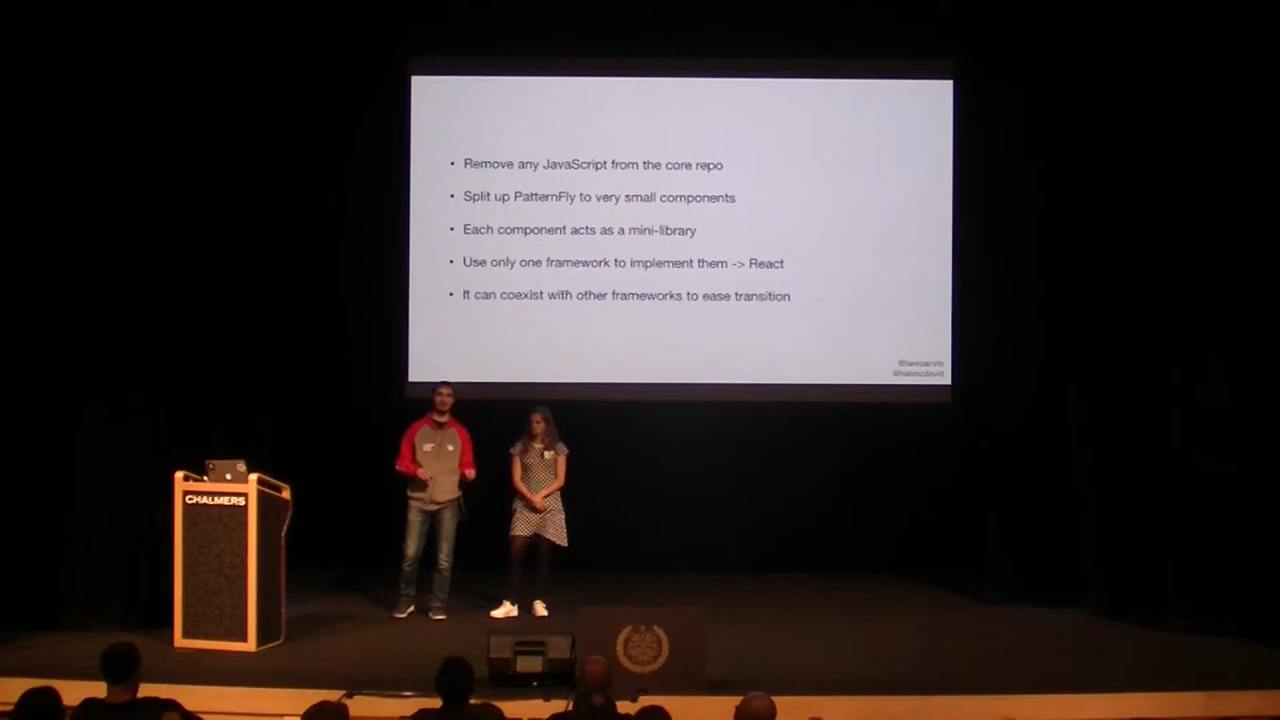 • Remove any JavaScript from the core repo
• Split up PatternFly to very small components
• Each component acts as a mini-library
• Use only one framework to implement them -> React
• It can coexist with other frameworks to ease transition
CHALMERS